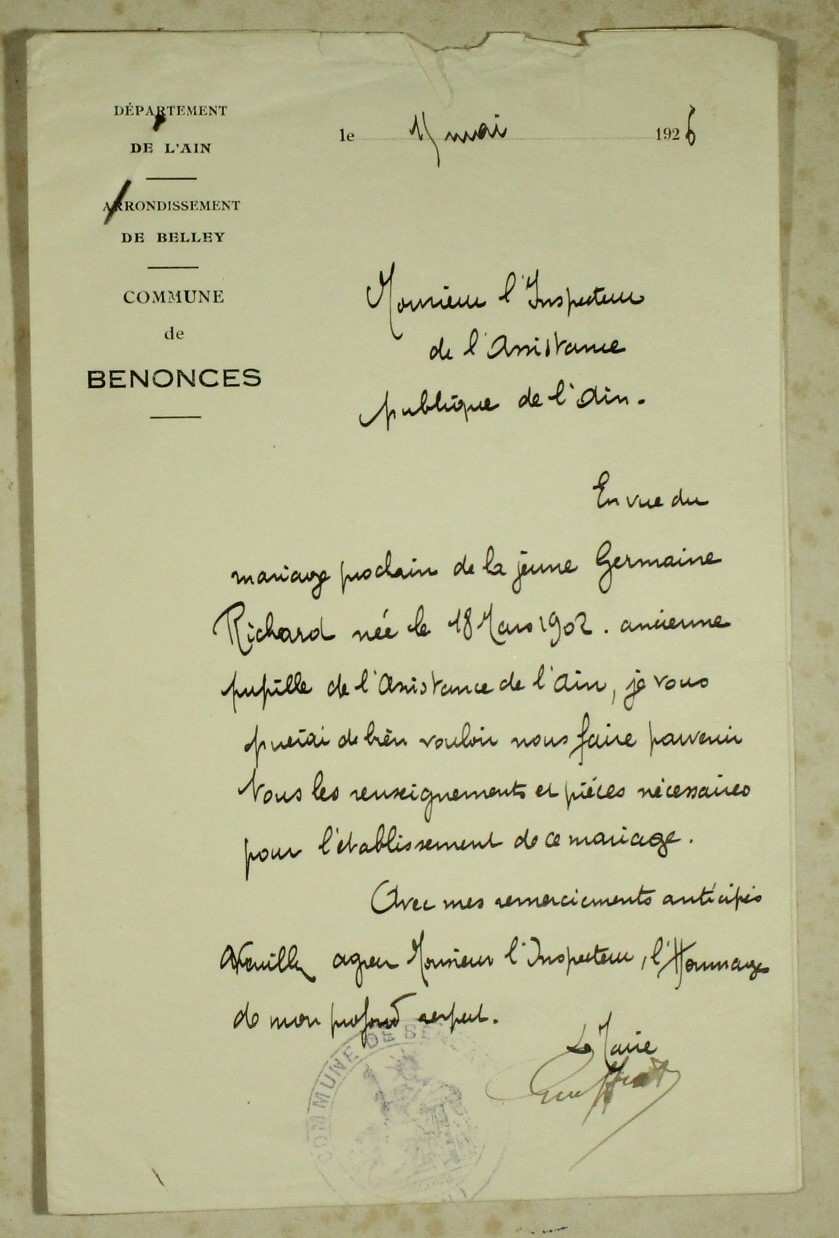 DÉPARTEMENT
DE L'AIN
ARRONDISSEMENT
DE BELLEY
COMMUNE
de
BENONCES
le mai 1926
Monsieur l'Inspecteur
de l'Assistance
publique de l'Ain.
En vue du
mariage prochain de la jeune Germaine
Richard née le 18 Mars 1902. ancienne
pupille de l'Assistance de l'Ain, je vous
prierai de bien vouloir nous faire parvenir
tous les renseignements et pièces nécessaires
pour l'établissement de ce mariage.
Avec mes remerciements anticipés
Veuillez agréer Monsieur l'Inspecteur, l'Hommage
de mon profond respect.
Le Maire
COMMUNE DE BEN